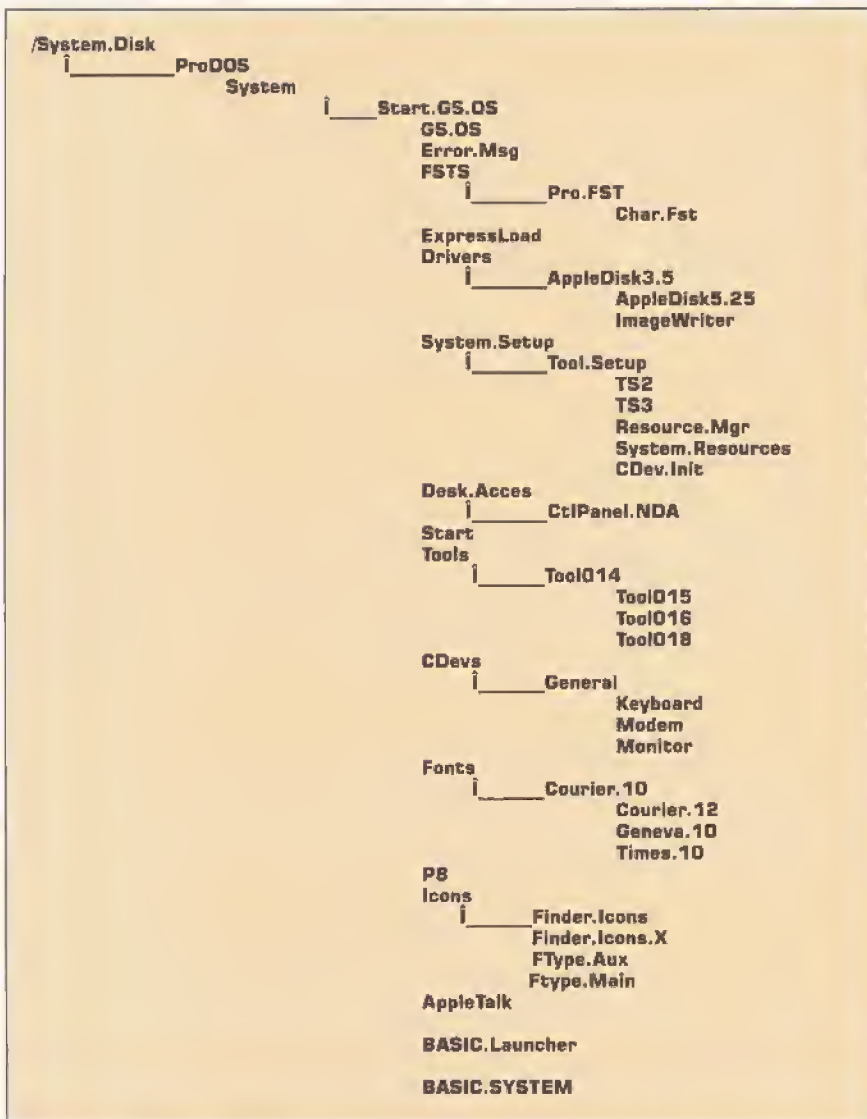 /System.Disk
Î__________ProDOS
System
Î____Start.GS.OS
GS.OS
Error.Msg
FSTS
Î_______Pro.FST
Char.Fst
ExpressLoad
Drivers
Î_______AppleDisk3.5
AppleDisk5.25
ImageWriter
System.Setup
Î_______Tool.Setup
TS2
TS3
Resource.Mgr
System.Resources
CDev.Init
Desk.Acces
Î_______CtlPanel.NDA
Start
Tools
Î_______Tool014
Tool015
Tool016
Tool018
CDevs
Î_______General
Keyboard
Modem
Monitor
Fonts
Î_______Courier.10
Courier.12
Geneva.10
Times.10
P8
Icons
Î______Finder.Icons
Finder.Icons.X
FType.Aux
Ftype.Main
AppleTalk
BASIC.Launcher
BASIC.SYSTEM